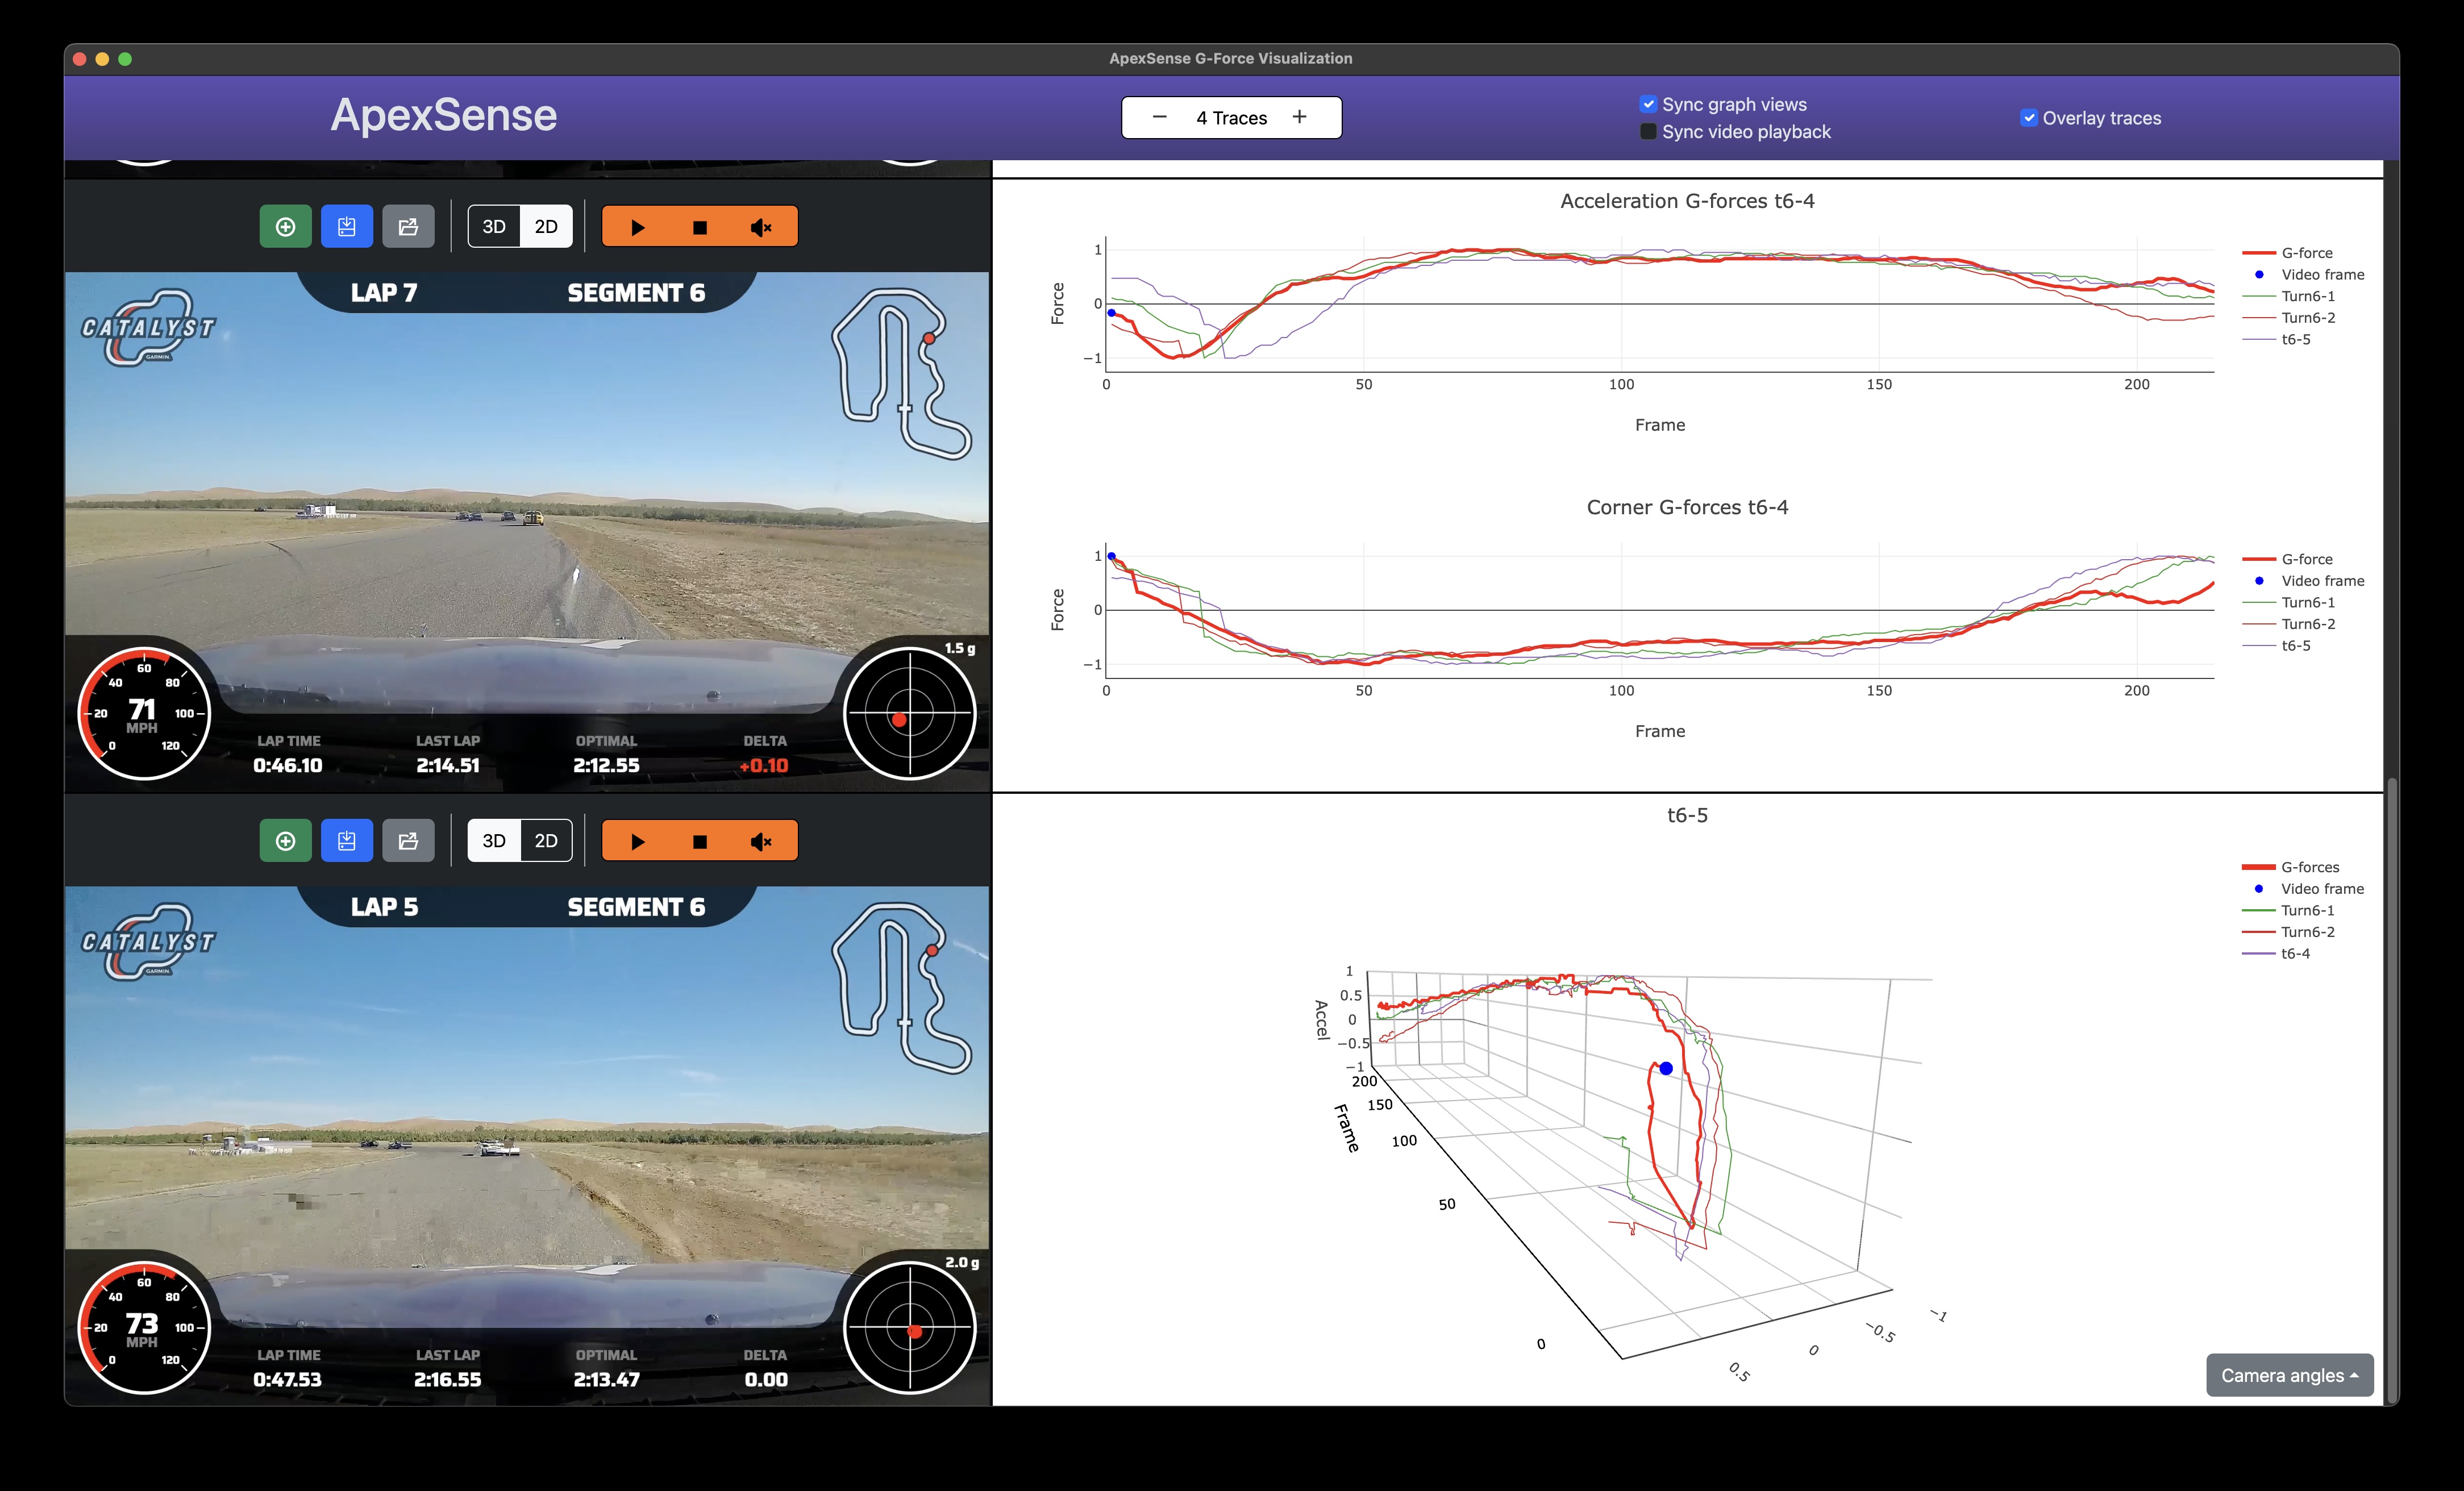 ApexSense G-Force Visualization
ApexSense
− 4 Traces +
Sync graph views
Sync video playback
Overlay traces
3D 2D
LAP 7 SEGMENT 6
CATALYST
GARMIN
1.5 g
0 20 40 60 80 100 120
71
MPH
LAP TIME LAST LAP OPTIMAL DELTA
0:46.10 2:14.51 2:12.55 +0.10
Acceleration G-forces t6-4
Force
1
0
−1
0 50 100 150 200
Frame
G-force
Video frame
Turn6-1
Turn6-2
t6-5
Corner G-forces t6-4
Force
1
0
−1
0 50 100 150 200
Frame
G-force
Video frame
Turn6-1
Turn6-2
t6-5
3D 2D
LAP 5 SEGMENT 6
CATALYST
GARMIN
2.0 g
0 20 40 60 80 100 120
73
MPH
LAP TIME LAST LAP OPTIMAL DELTA
0:47.53 2:16.55 2:13.47 0.00
t6-5
G-forces
Video frame
Turn6-1
Turn6-2
t6-4
Accel
1
0.5
0
−0.5
−1
Frame
200
150
100
50
0
0.5 0 −0.5 −1
Camera angles